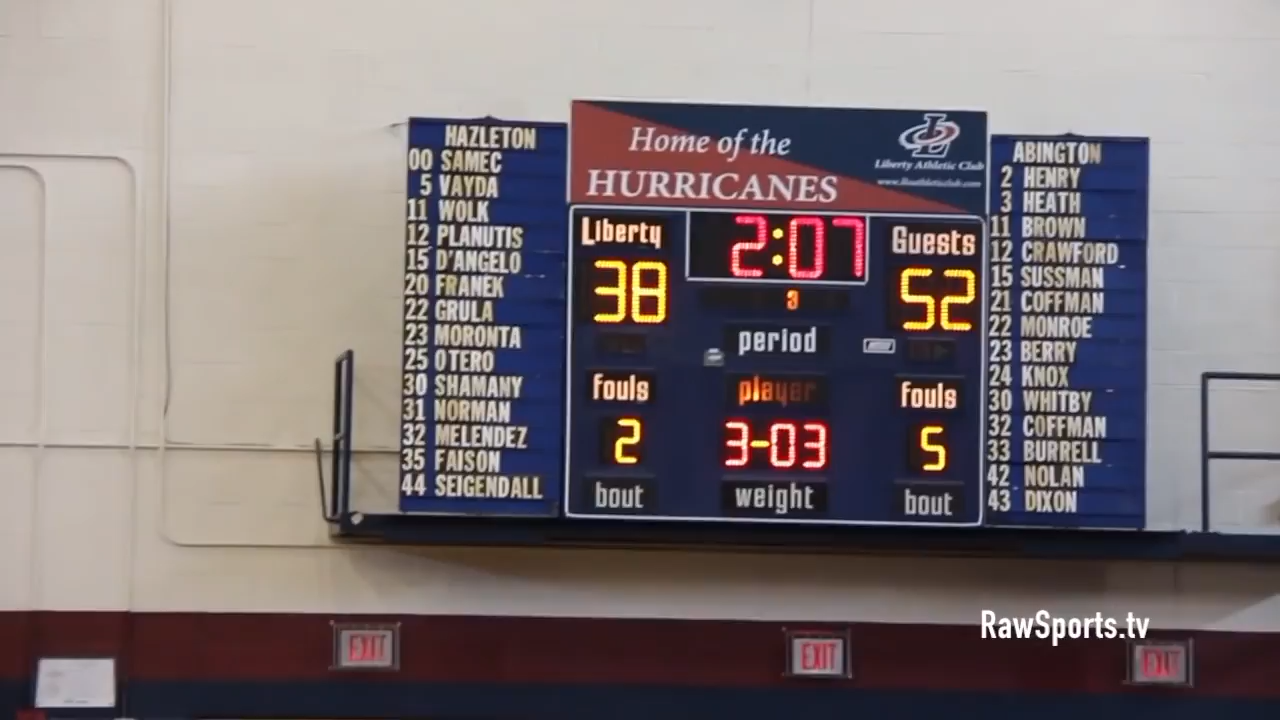 HAZLETON
00 SAMEC
5 VAYDA
11 WOLK
12 PLANUTIS
15 D'ANGELO
20 FRANEK
22 GRULA
23 MORONTA
25 OTERO
30 SHAMANY
31 NORMAN
32 MELENDEZ
35 FAISON
44 SEIGENDALL
Home of the
HURRICANES
Liberty Athletic Club
Liberty 2:07 Guests
38 3 52
period
fouls player fouls
2 3-03 5
bout weight bout
ABINGTON
2 HENRY
3 HEATH
11 BROWN
12 CRAWFORD
15 SUSSMAN
21 COFFMAN
22 MONROE
23 BERRY
24 KNOX
30 WHITBY
32 COFFMAN
33 BURRELL
42 NOLAN
43 DIXON
RawSports.tv
EXIT EXIT EXIT